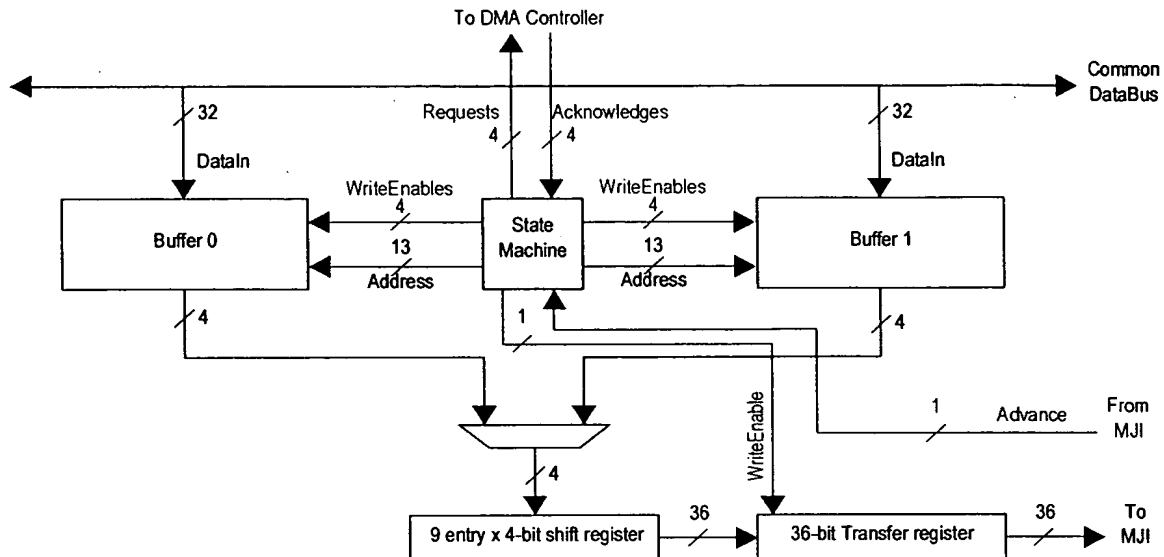 To DMA Controller
Common
DataBus
32
Requests
Acknowledges
32
4
4
DataIn
DataIn
WriteEnables
WriteEnables
4
4
Buffer 0
State
Machine
Buffer 1
13
13
Address
Address
4
1
4
WriteEnable
1
Advance
From
MJI
4
9 entry x 4-bit shift register
36
36-bit Transfer register
36
To
MJI